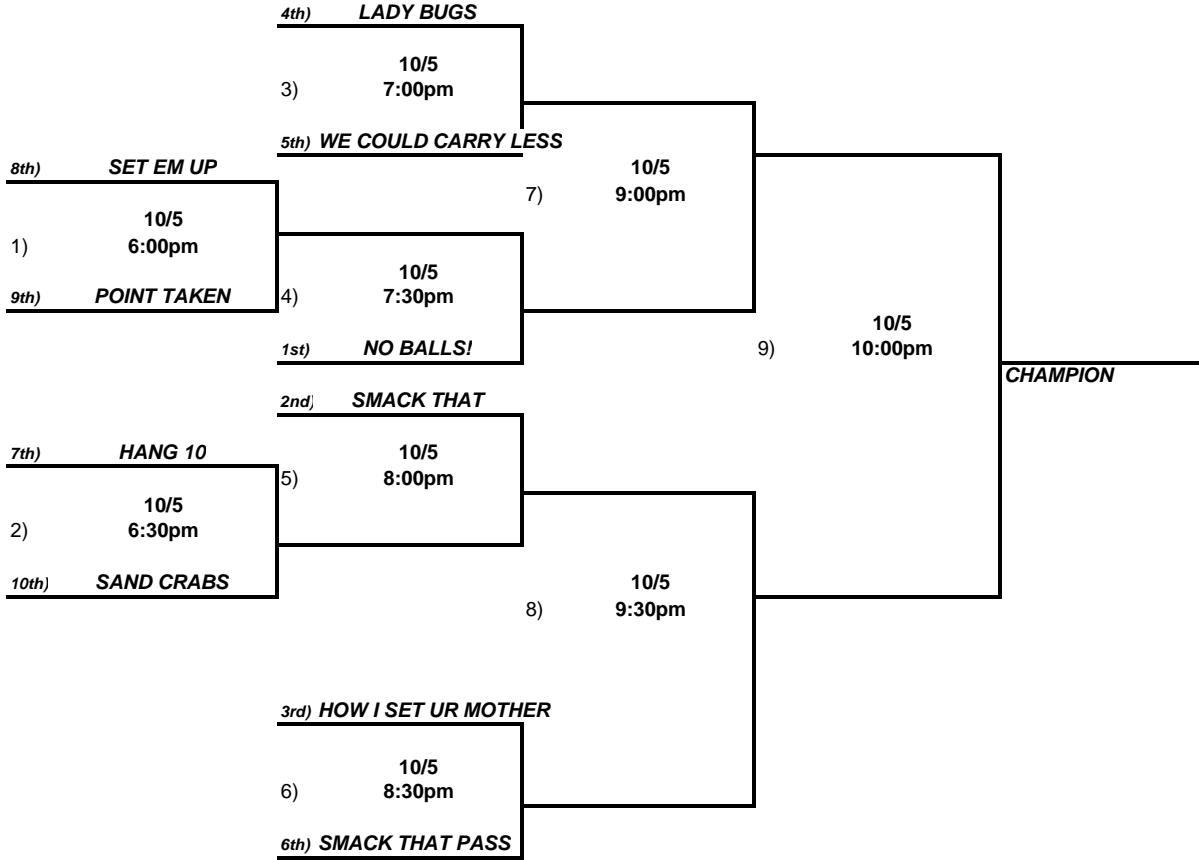 4th) LADY BUGS
10/5
3) 7:00pm
5th) WE COULD CARRY LESS
8th) SET EM UP
10/5
7) 9:00pm
10/5
1) 6:00pm
10/5
9th) POINT TAKEN
4) 7:30pm
10/5
1st) NO BALLS!
9) 10:00pm
CHAMPION
2nd) SMACK THAT
7th) HANG 10
10/5
5) 8:00pm
10/5
2) 6:30pm
10th) SAND CRABS
10/5
8) 9:30pm
3rd) HOW I SET UR MOTHER
10/5
6) 8:30pm
6th) SMACK THAT PASS